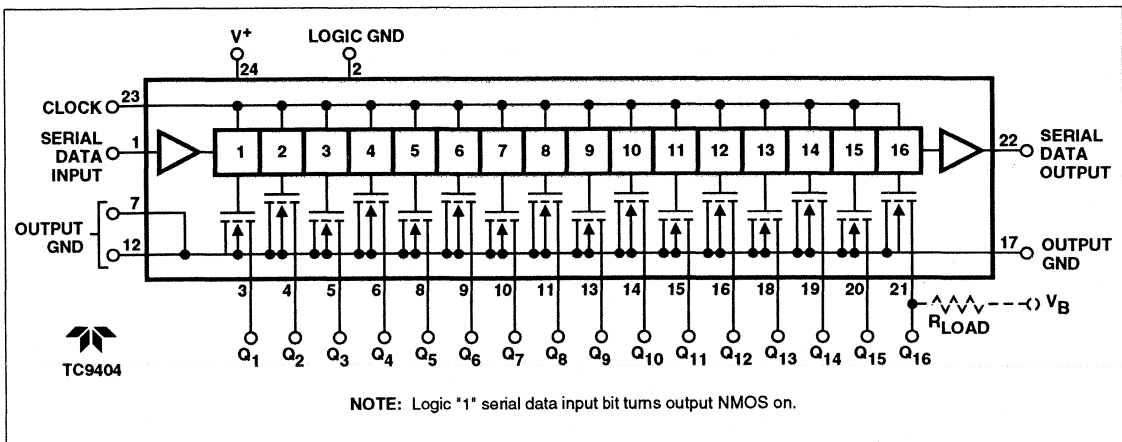 V+ LOGIC GND
24 2
CLOCK 23
SERIAL DATA INPUT 1
1 2 3 4 5 6 7 8 9 10 11 12 13 14 15 16
22 SERIAL DATA OUTPUT
OUTPUT GND 7 12
17 OUTPUT GND
3 4 5 6 8 9 10 11 13 14 15 16 18 19 20 21
RLOAD VB
Q1 Q2 Q3 Q4 Q5 Q6 Q7 Q8 Q9 Q10 Q11 Q12 Q13 Q14 Q15 Q16
TC9404
NOTE: Logic "1" serial data input bit turns output NMOS on.